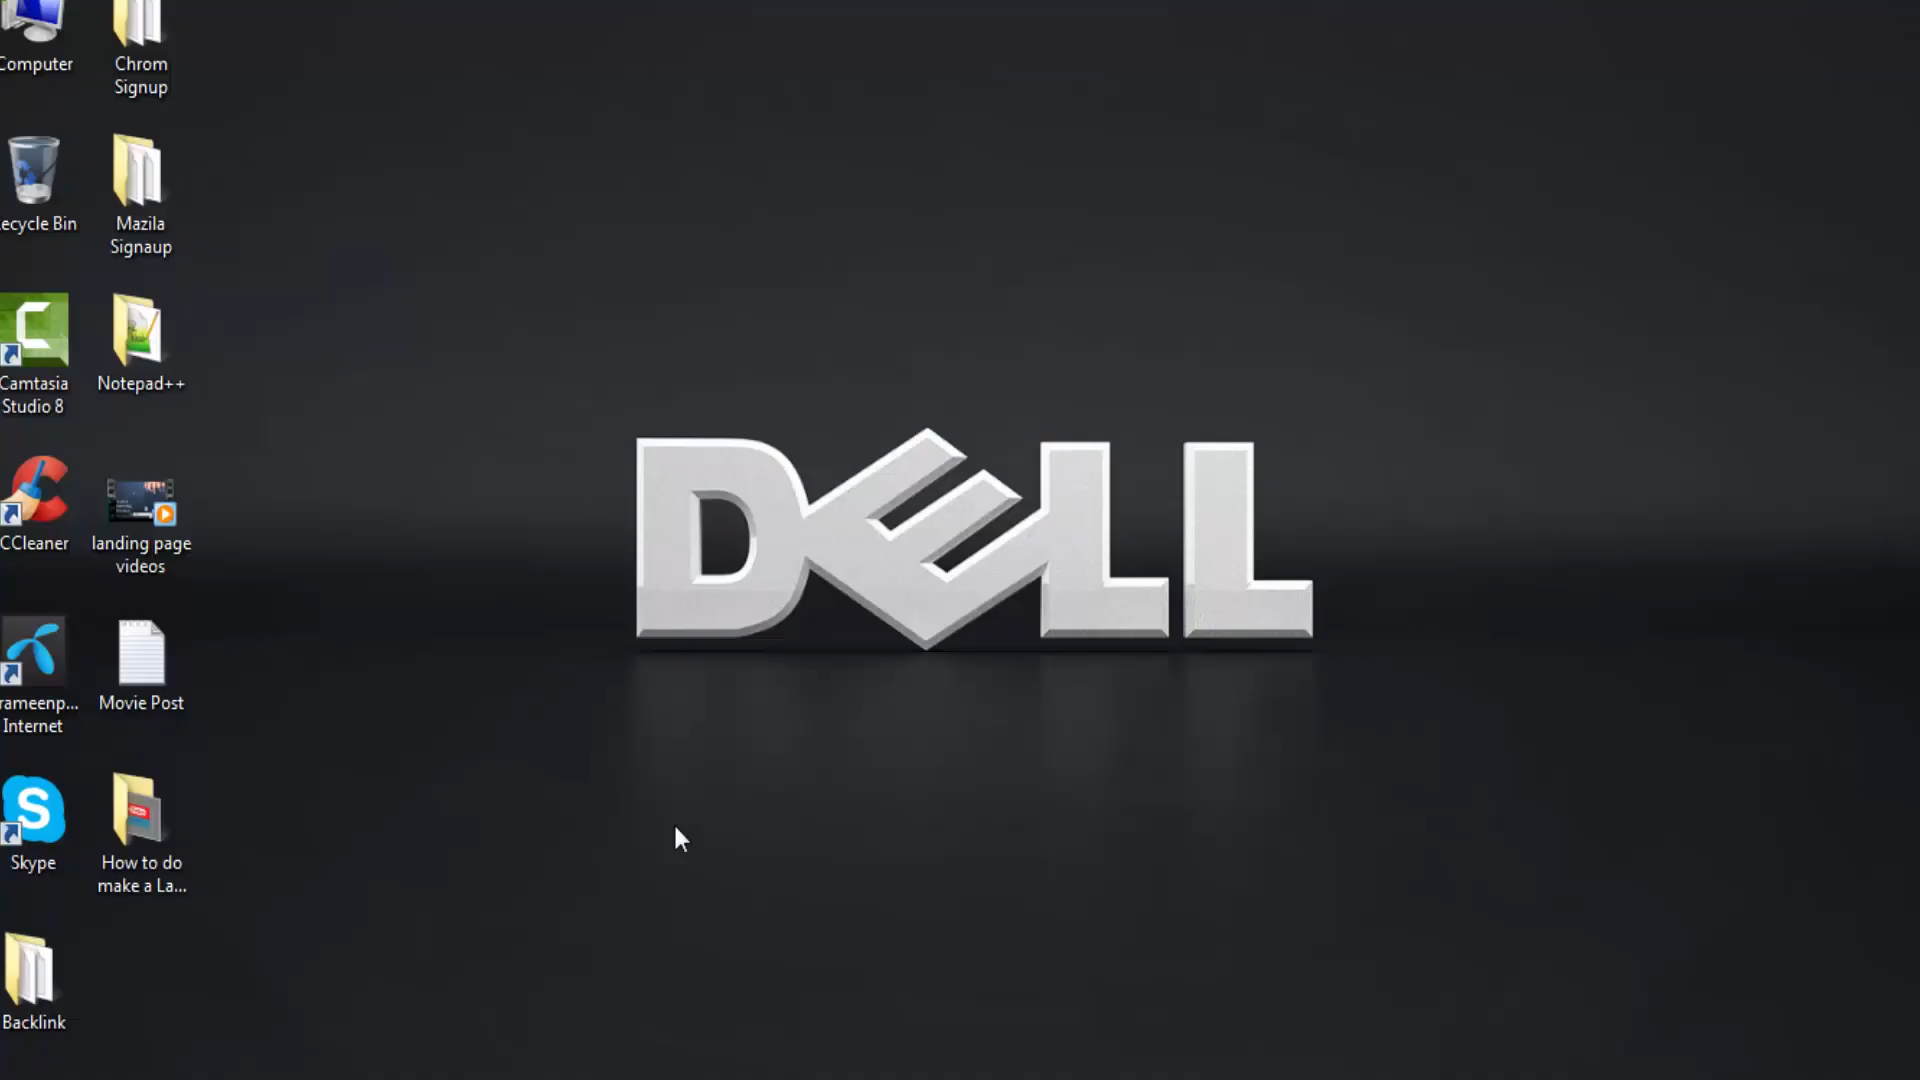 Computer
Chrom
Signup
ecycle Bin
Mazila
Signaup
Camtasia
Studio 8
Notepad++
CCleaner
landing page
videos
rameenp...
Internet
Movie Post
Skype
How to do
make a La...
Backlink
DELL